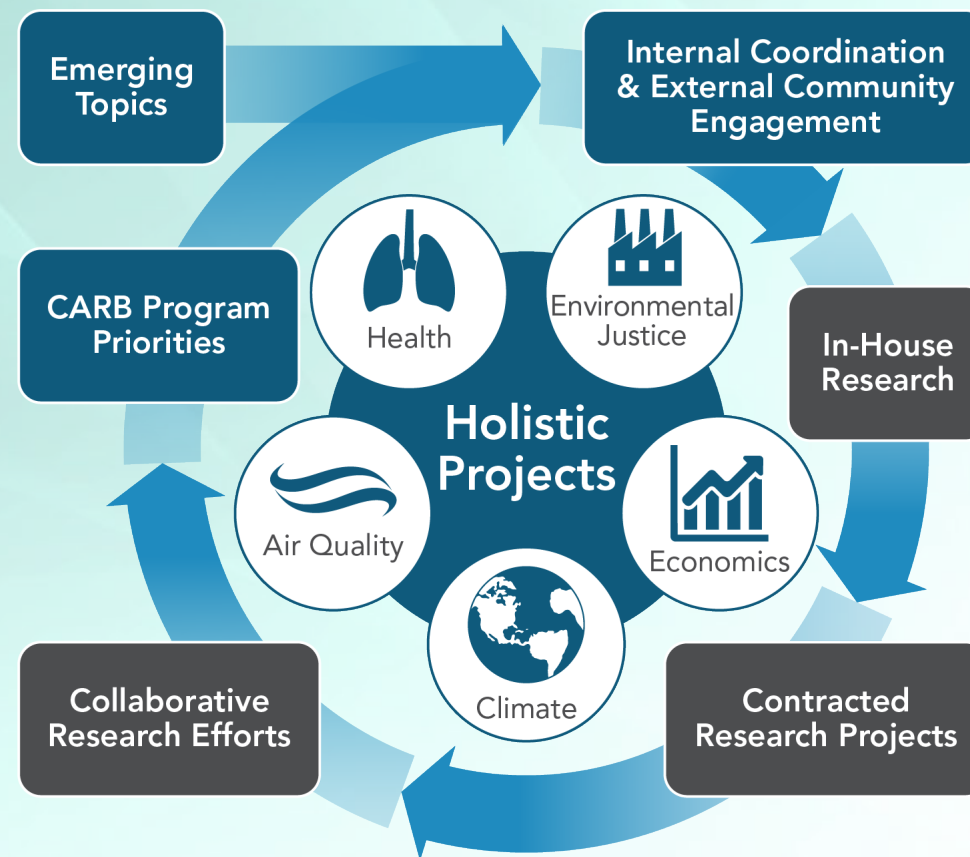 Emerging
Topics
Internal Coordination
& External Community
Engagement
CARB Program
Priorities
Health
Environmental
Justice
In-House
Research
Holistic
Projects
Air Quality
Economics
Climate
Collaborative
Research Efforts
Contracted
Research Projects